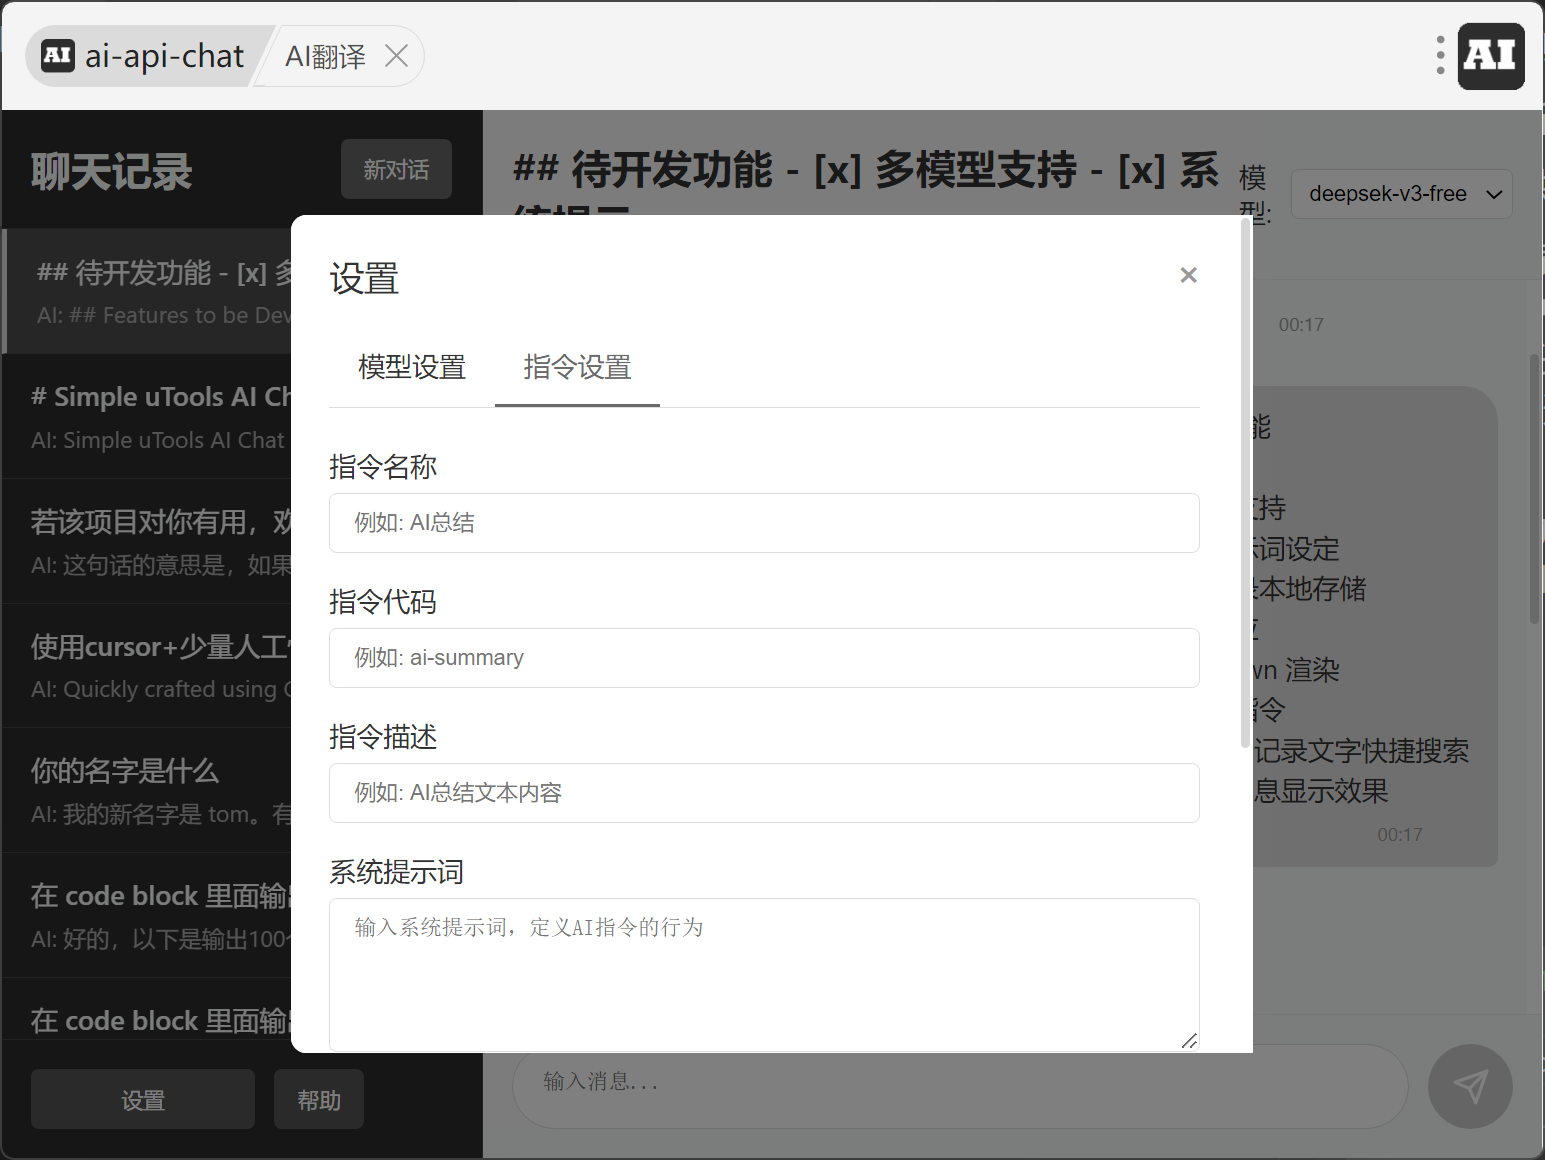 AI ai-api-chat
AI翻译
AI
聊天记录
新对话
## 待开发功能 - [x] 多
AI: ## Features to be Dev
# Simple uTools AI Ch
AI: Simple uTools AI Chat
若该项目对你有用，欢
AI: 这句话的意思是，如果
使用cursor+少量人工
AI: Quickly crafted using C
你的名字是什么
AI: 我的新名字是 tom。有
在 code block 里面输出
AI: 好的，以下是输出100个
在 code block 里面输出
设置
帮助
## 待开发功能 - [x] 多模型支持 - [x] 系
统提示
模
型:
deepsek-v3-free
00:17
能
支持
示词设定
录本地存储
wn 渲染
指令
记录文字快捷搜索
息显示效果
00:17
输入消息...
设置
模型设置
指令设置
指令名称
例如: AI总结
指令代码
例如: ai-summary
指令描述
例如: AI总结文本内容
系统提示词
输入系统提示词，定义AI指令的行为